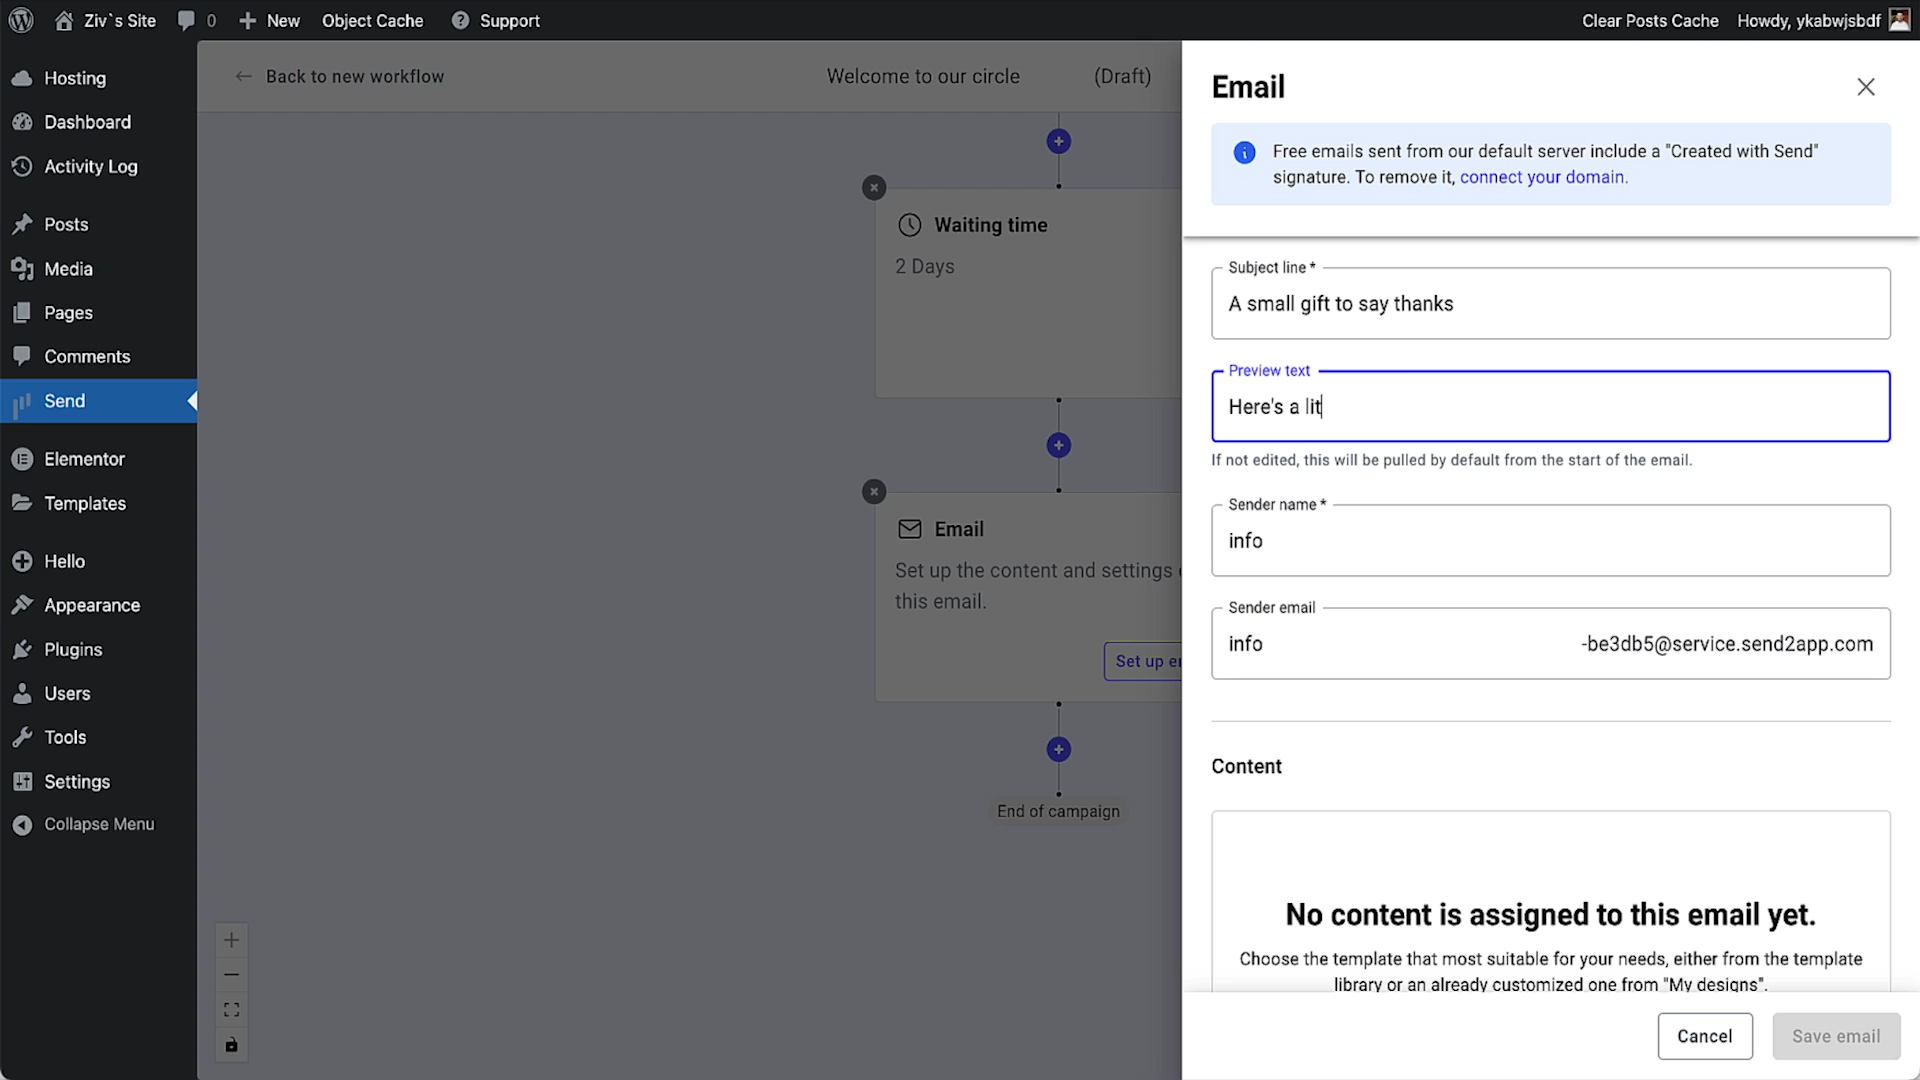 Ziv`s Site
0
New
Object Cache
Support
Clear Posts Cache
Howdy, ykabwjsbdf
Hosting
Dashboard
Activity Log
Posts
Media
Pages
Comments
Send
Elementor
Templates
Hello
Appearance
Plugins
Users
Tools
Settings
Collapse Menu
Back to new workflow
Welcome to our circle
(Draft)
Waiting time
2 Days
Email
Set up the content and settings
this email.
Set up
End of campaign
Email
Free emails sent from our default server include a "Created with Send"
signature. To remove it, connect your domain.
Subject line *
A small gift to say thanks
Preview text
Here's a lit
If not edited, this will be pulled by default from the start of the email.
Sender name *
info
Sender email
info
-be3db5@service.send2app.com
Content
No content is assigned to this email yet.
Choose the template that most suitable for your needs, either from the template
library or an already customized one from "My designs".
Cancel
Save email